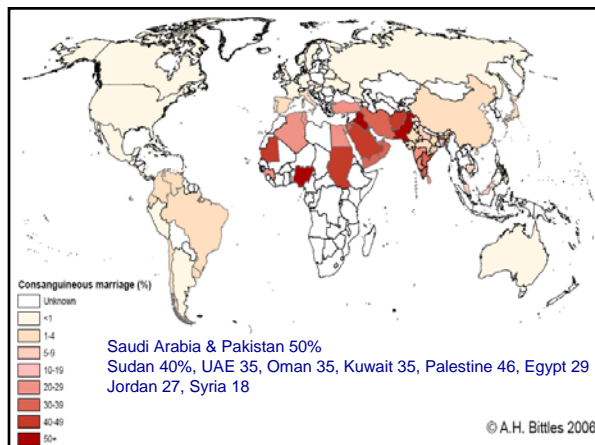 Consanguineous marriage (%)
Unknown
<1
1-4
5-9
10-19
20-29
30-39
40-49
50+
Saudi Arabia & Pakistan 50%
Sudan 40%, UAE 35, Oman 35, Kuwait 35, Palestine 46, Egypt 29
Jordan 27, Syria 18
© A.H. Bittles 2006